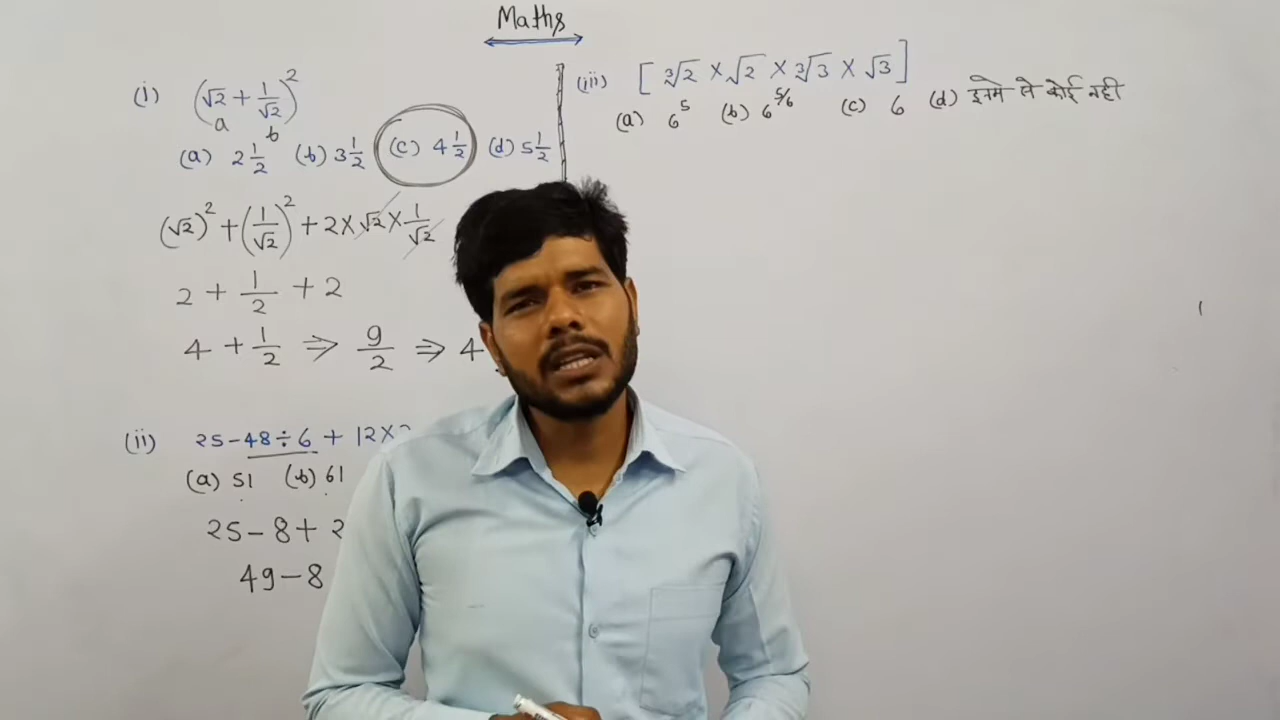 Maths
(i) (√2 + 1/√2)²
a b
(a) 2 1/2 (b) 3 1/2 (c) 4 1/2 (d) 5 1/2
(√2)² + (1/√2)² + 2 × √2 × 1/√2
2 + 1/2 + 2
4 + 1/2 ⇒ 9/2 ⇒ 4
(ii) 25 - 48 ÷ 6 + 12 ×
(a) 51 (b) 61
25 - 8 + 2
49 - 8
(iii) [∛2 × √2 × ∛3 × √3]
(a) 6⁵ (b) 6^5/6 (c) 6 (d) इनमे से कोई नही